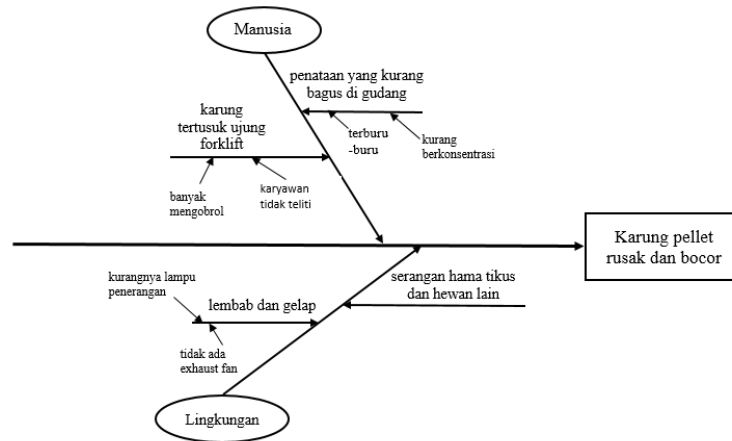 Manusia
penataan yang kurang
bagus di gudang
karung
tertusuk ujung
forklift
terburu
-buru
kurang
berkonsentrasi
banyak
mengobrol
karyawan
tidak teliti
Karung pellet
rusak dan bocor
kurangnya lampu
penerangan
lembab dan gelap
serangan hama tikus
dan hewan lain
tidak ada
exhaust fan
Lingkungan